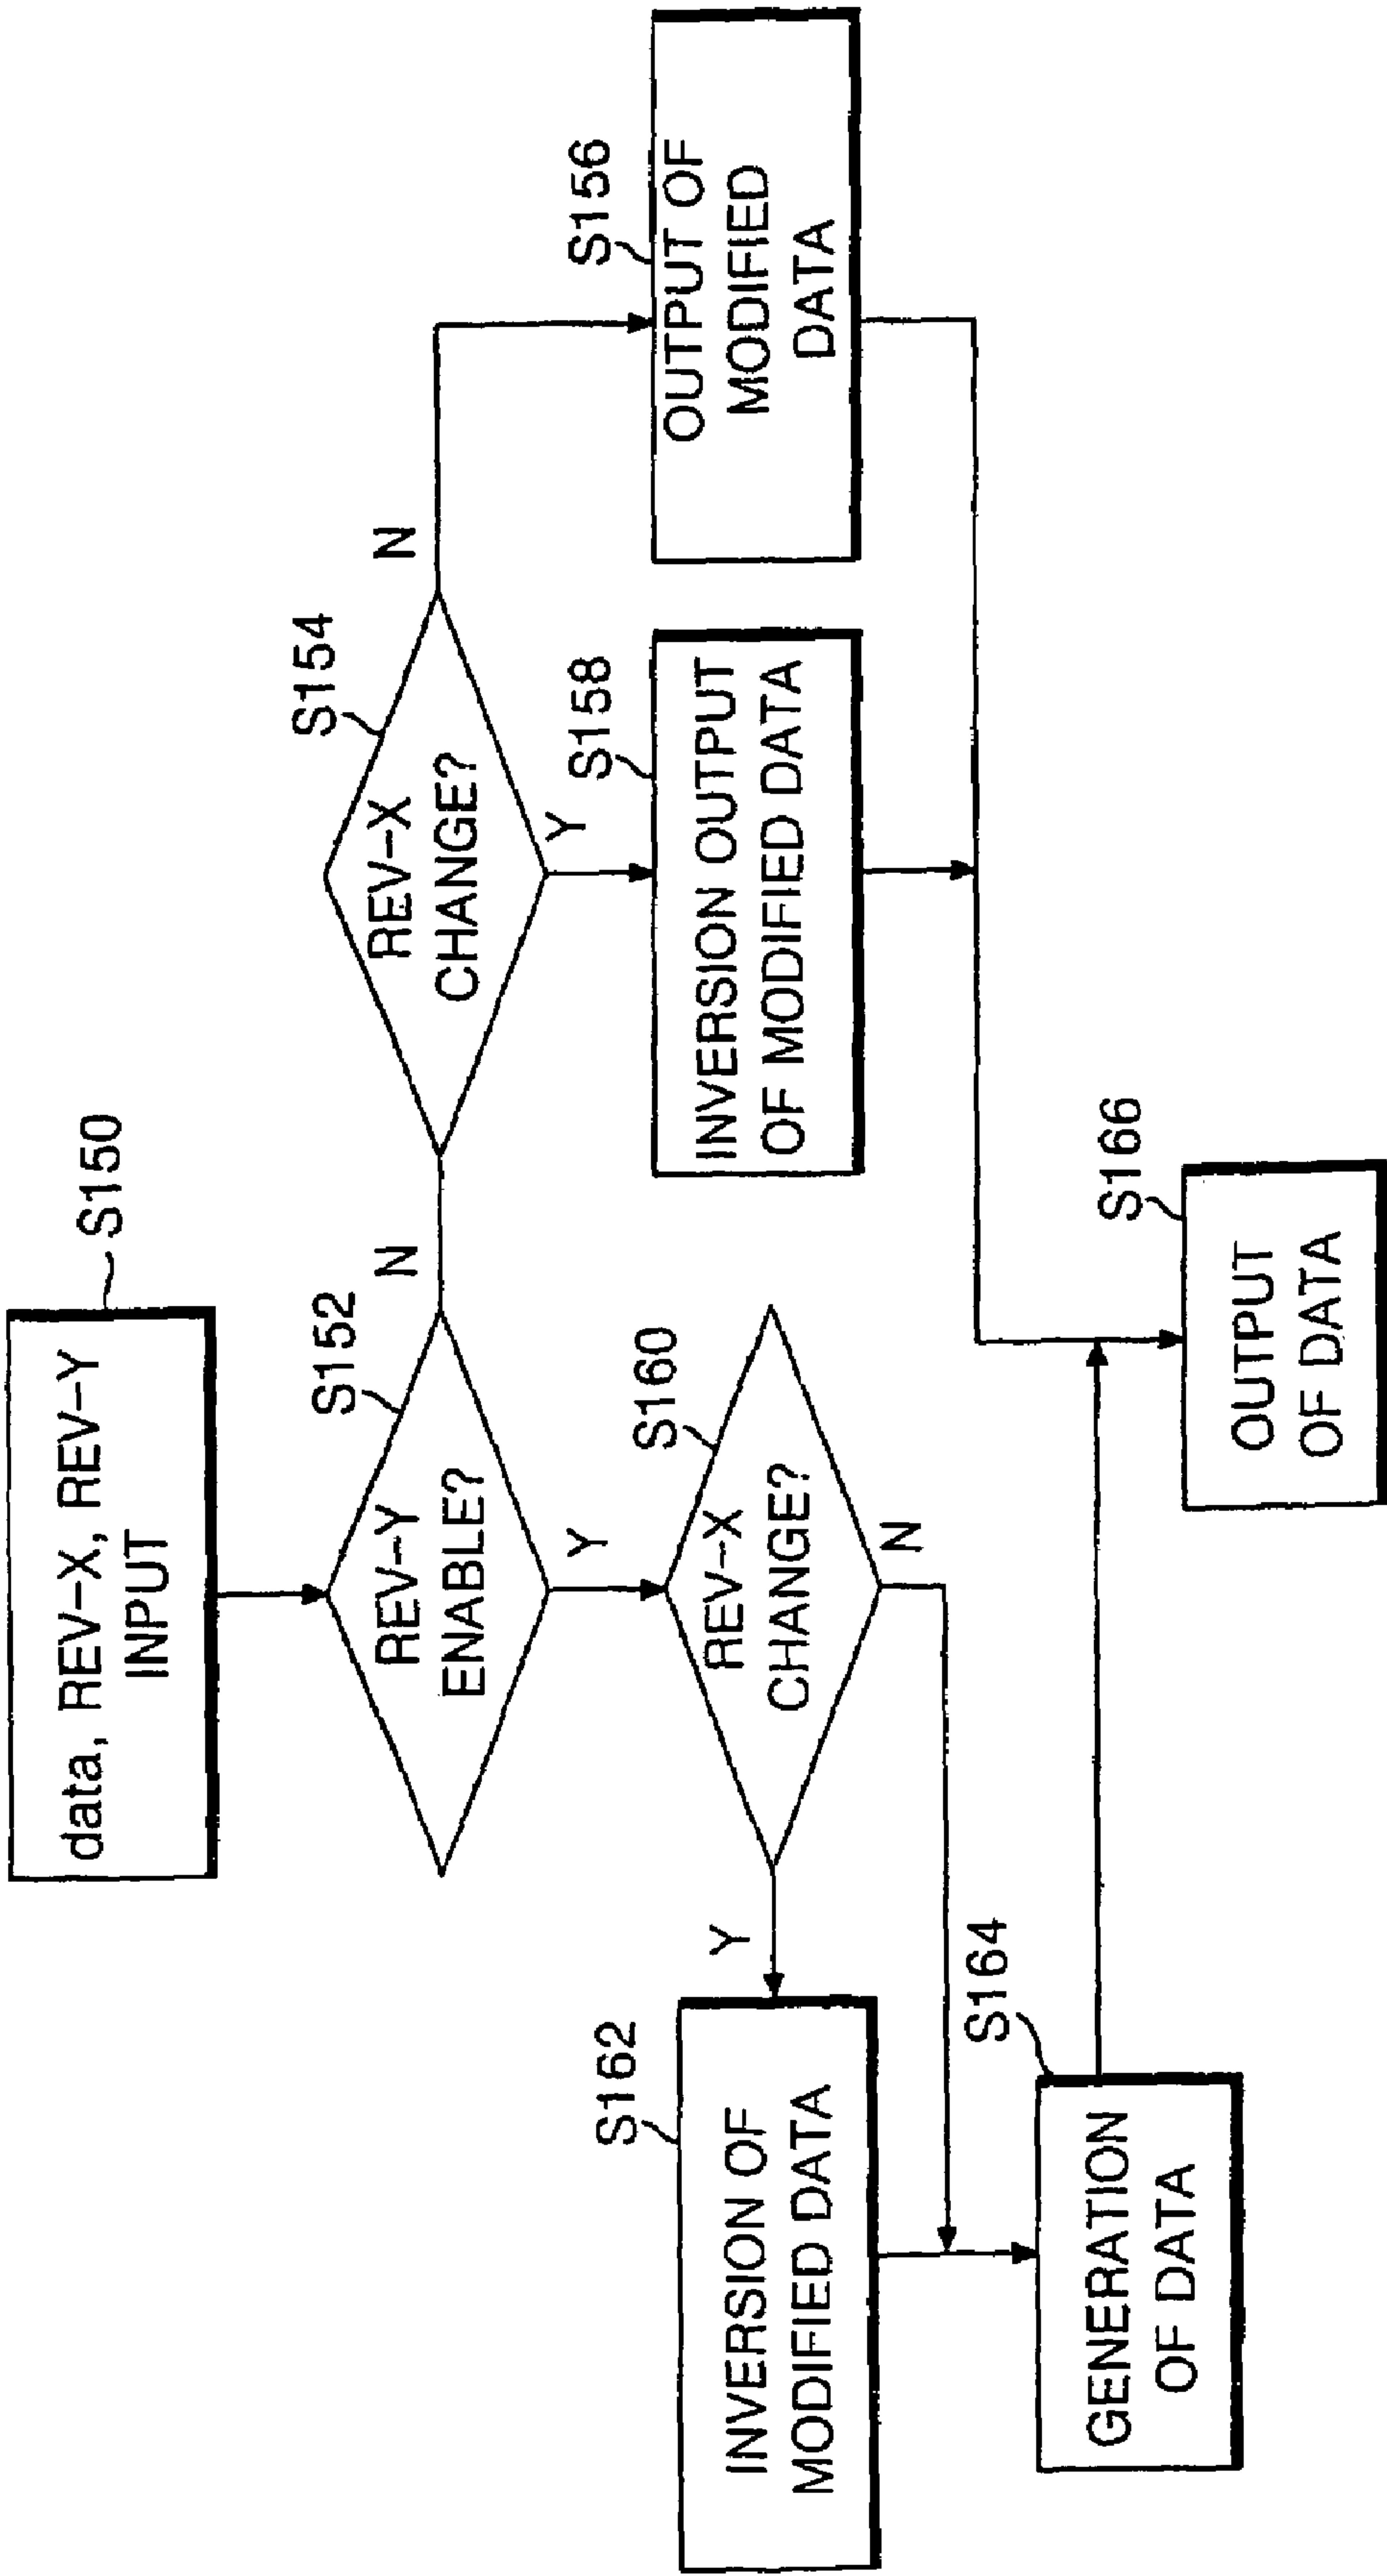 data, REV-X, REV-Y
INPUT
S150
REV-Y
ENABLE?
S152
N
Y
REV-X
CHANGE?
S154
N
Y
OUTPUT OF
MODIFIED
DATA
S156
INVERSION OUTPUT
OF MODIFIED DATA
S158
REV-X
CHANGE?
S160
Y
N
INVERSION OF
MODIFIED DATA
S162
GENERATION
OF DATA
S164
OUTPUT
OF DATA
S166